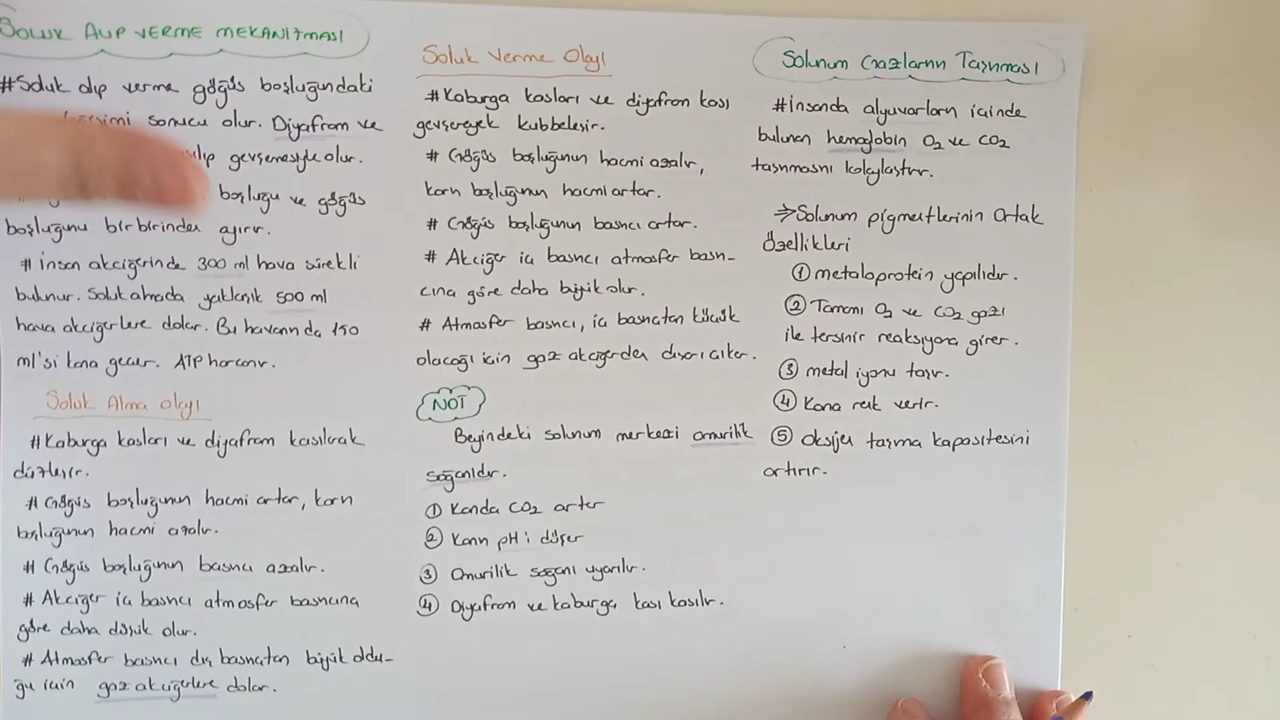 SOLUK ALIP VERME MEKANİZMASI
#Soluk alıp verme göğüs boşluğundaki
sonucu olur. Diyafram ve
gevşemesiyle olur.
boşluğu ve göğüs
boşluğunu birbirinden ayırır.
# İnsan akciğerinde 300 ml hava sürekli
bulunur. Soluk almada yaklaşık 500 ml
hava akciğerlere dolar. Bu havanın da 150
ml'si kana geçer. ATP harcanır.
Soluk Alma olayı
#Kaburga kasları ve diyafram kasılarak
düzleşir.
# Göğüs boşluğunun hacmi artar, karın
boşluğunun hacmi azalır.
# Göğüs boşluğunun basıncı azalır.
# Akciğer iç basıncı atmosfer basıncına
göre daha düşük olur.
# Atmosfer basıncı dış basınçtan büyük oldu-
ğu için gaz akciğerlere dolar.
Soluk Verme Olayı
#Kaburga kasları ve diyafram kası
gevşeyerek kubbeleşir.
# Göğüs boşluğunun hacmi azalır,
karın boşluğunun hacmi artar.
# Göğüs boşluğunun basıncı artar.
# Akciğer iç basıncı atmosfer basın-
cına göre daha büyük olur.
# Atmosfer basıncı, iç basınçtan küçük
olacağı için gaz akciğerden dışarı çıkar.
NOT
Beyindeki solunum merkezi omurilik
soğanıdır.
① Kanda CO2 artar
② Kanın pH'ı düşer
③ Omurilik soğanı uyarılır.
④ Diyafram ve kaburga kası kasılır.
Solunum Gazlarının Taşınması
#İnsanda alyuvarların içinde
bulunan hemoglobin O2 ve CO2
taşınmasını kolaylaştırır.
⇒Solunum pigmentlerinin Ortak
Özellikleri
① metaloprotein yapılıdır.
② Tamamı O2 ve CO2 gazı
ile tersinir reaksiyona girer.
③ metal iyonu taşır.
④ Kana renk verir.
⑤ Oksijen taşıma kapasitesini
artırır.